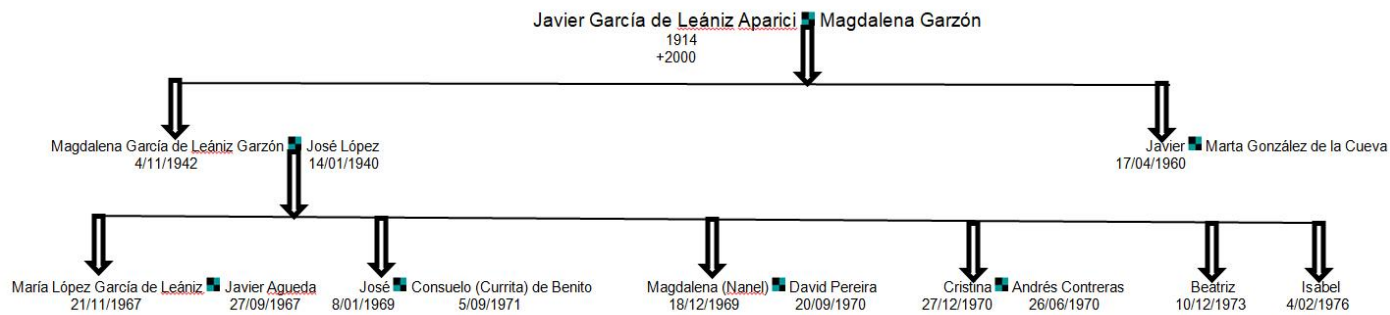 Javier García de Leániz Aparici Magdalena Garzón
1914
+2000
Magdalena García de Leániz Garzón José López Javier Marta González de la Cueva
4/11/1942 14/01/1940 17/04/1960
María López García de Leániz Javier Agueda José Consuelo (Currita) de Benito Magdalena (Nanel) David Pereira Cristina Andrés Contreras Beatriz Isabel
21/11/1967 27/09/1967 8/01/1969 5/09/1971 18/12/1969 20/09/1970 27/12/1970 26/06/1970 10/12/1973 4/02/1976